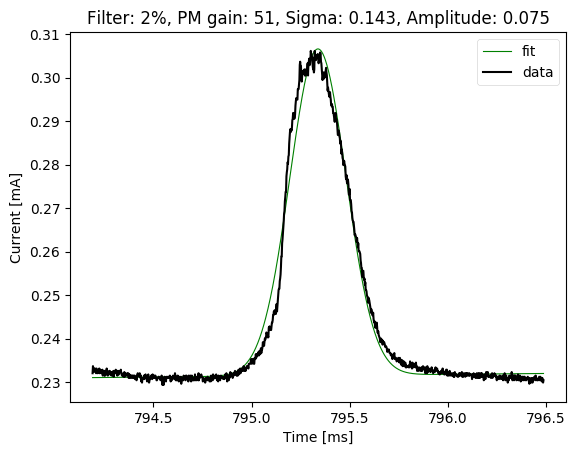 Filter: 2%, PM gain: 51, Sigma: 0.143, Amplitude: 0.075
fit
data
0.31
0.30
0.29
0.28
0.27
0.26
0.25
0.24
0.23
Current [mA]
794.5 795.0 795.5 796.0 796.5
Time [ms]